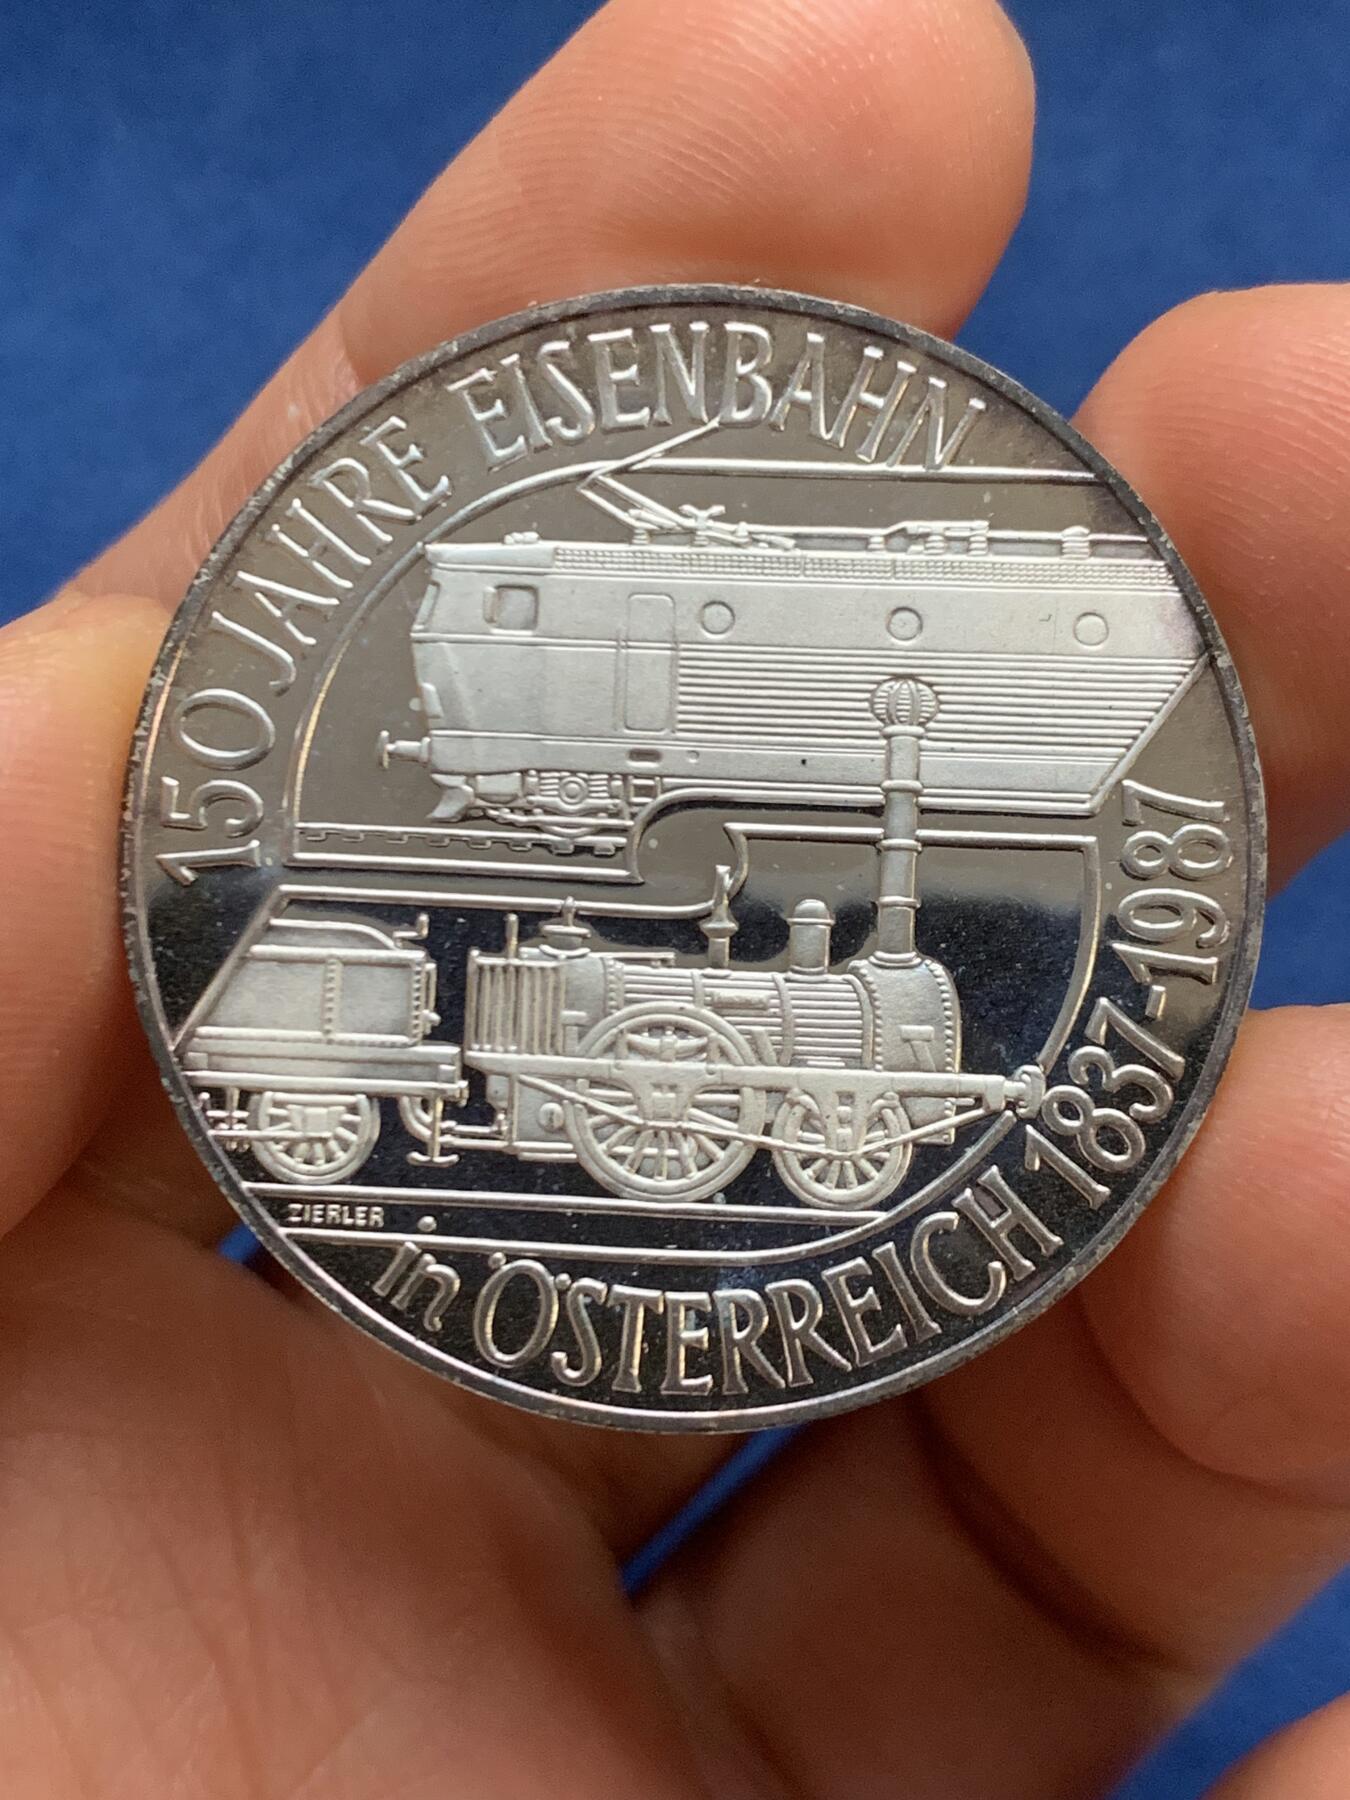 150 JAHRE EISENBAHN
in ÖSTERREICH 1837-1987
ZIERLER